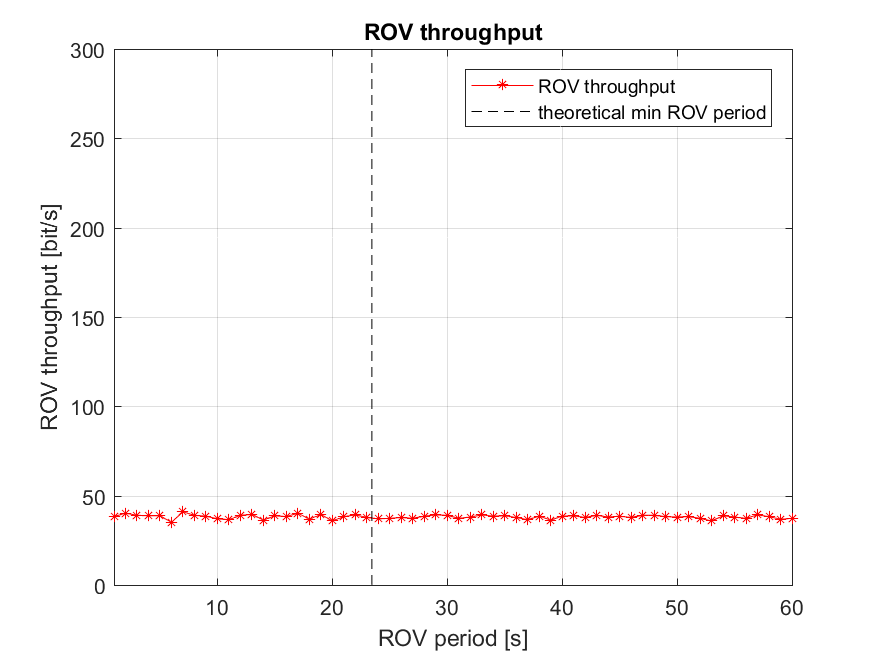 ROV throughput
300
250
200
150
100
50
0
ROV throughput [bit/s]
ROV throughput
theoretical min ROV period
10 20 30 40 50 60
ROV period [s]